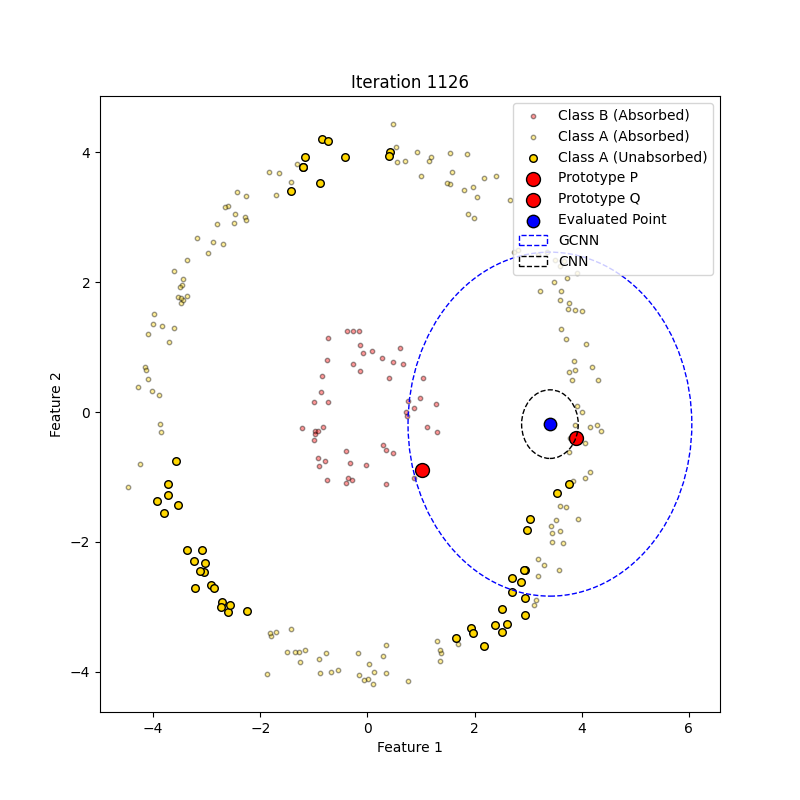 Iteration 1126
Class B (Absorbed)
Class A (Absorbed)
Class A (Unabsorbed)
Prototype P
Prototype Q
Evaluated Point
GCNN
CNN
4
2
0
−2
−4
Feature 2
−4
−2
0
2
4
6
Feature 1